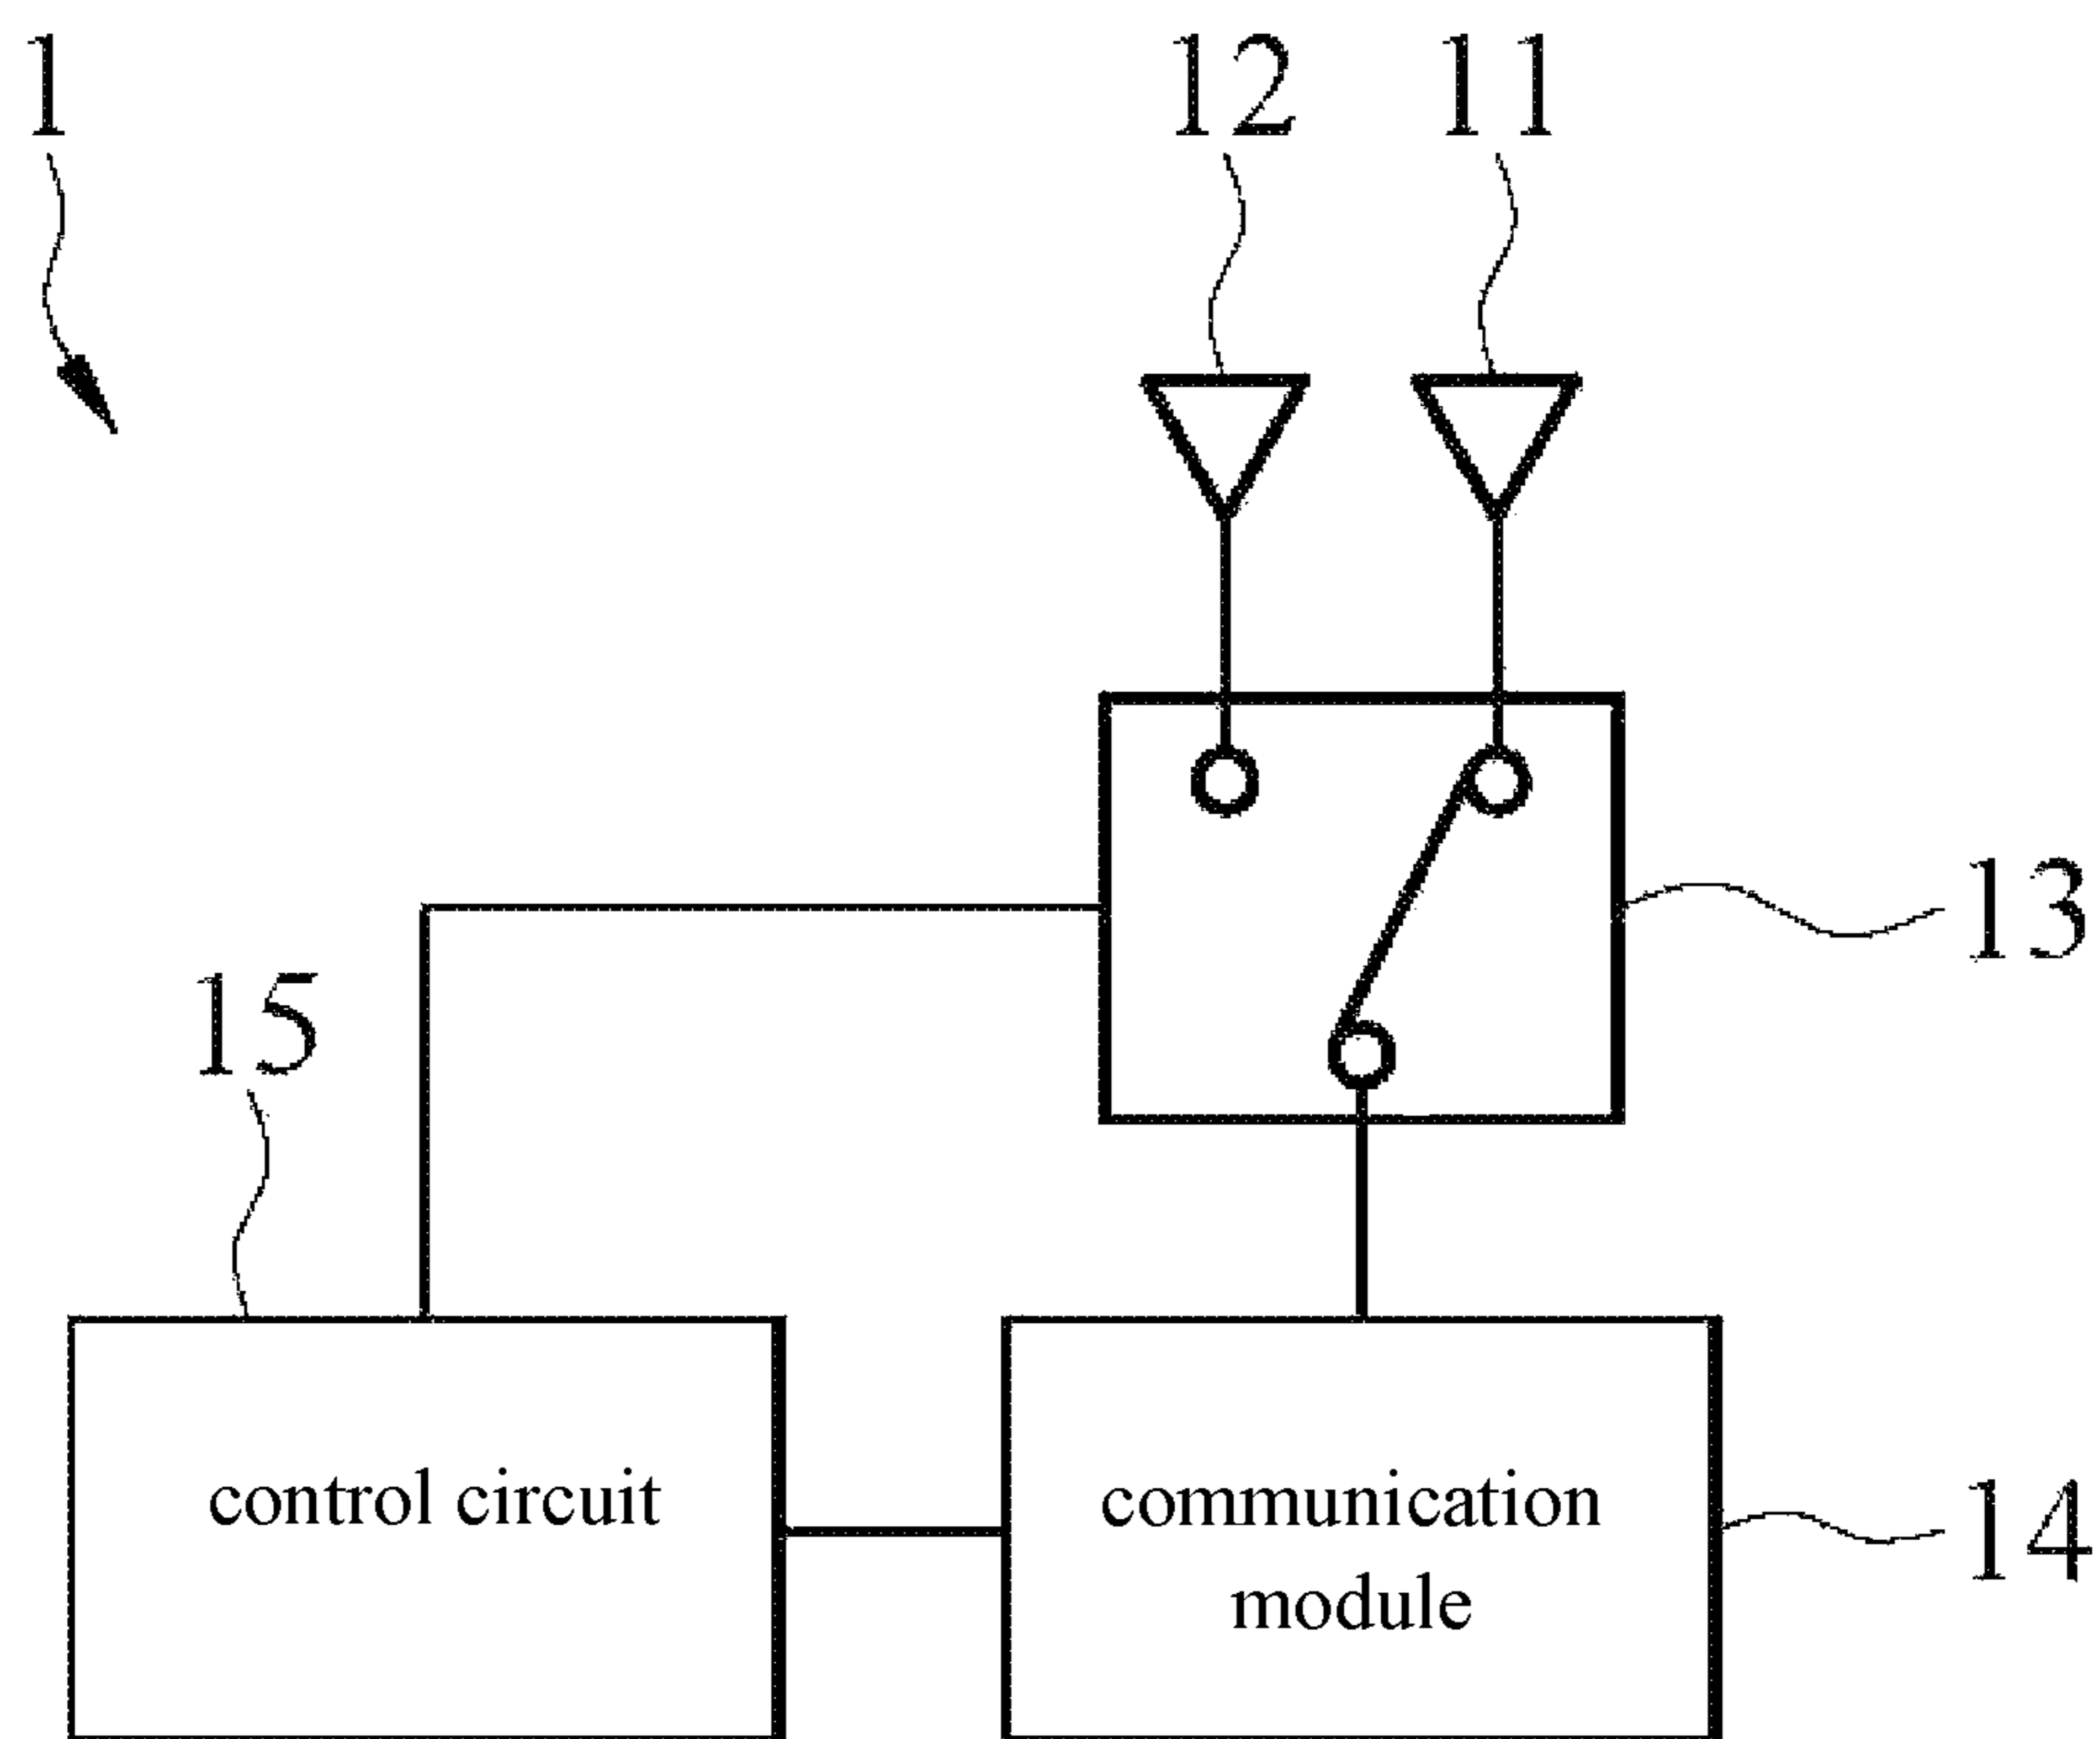 1
12 11
13
15
control circuit
communication
module
14